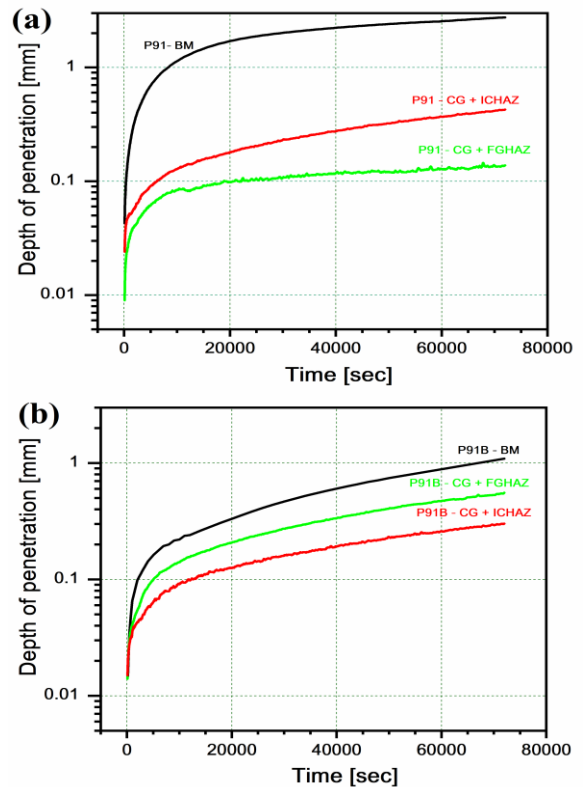 (a)
P91- BM
P91 - CG + ICHAZ
P91 - CG + FGHAZ
Depth of penetration [mm]
1
0.1
0.01
0 20000 40000 60000 80000
Time [sec]
(b)
P91B - BM
P91B - CG + FGHAZ
P91B - CG + ICHAZ
Depth of penetration [mm]
1
0.1
0.01
0 20000 40000 60000 80000
Time [sec]